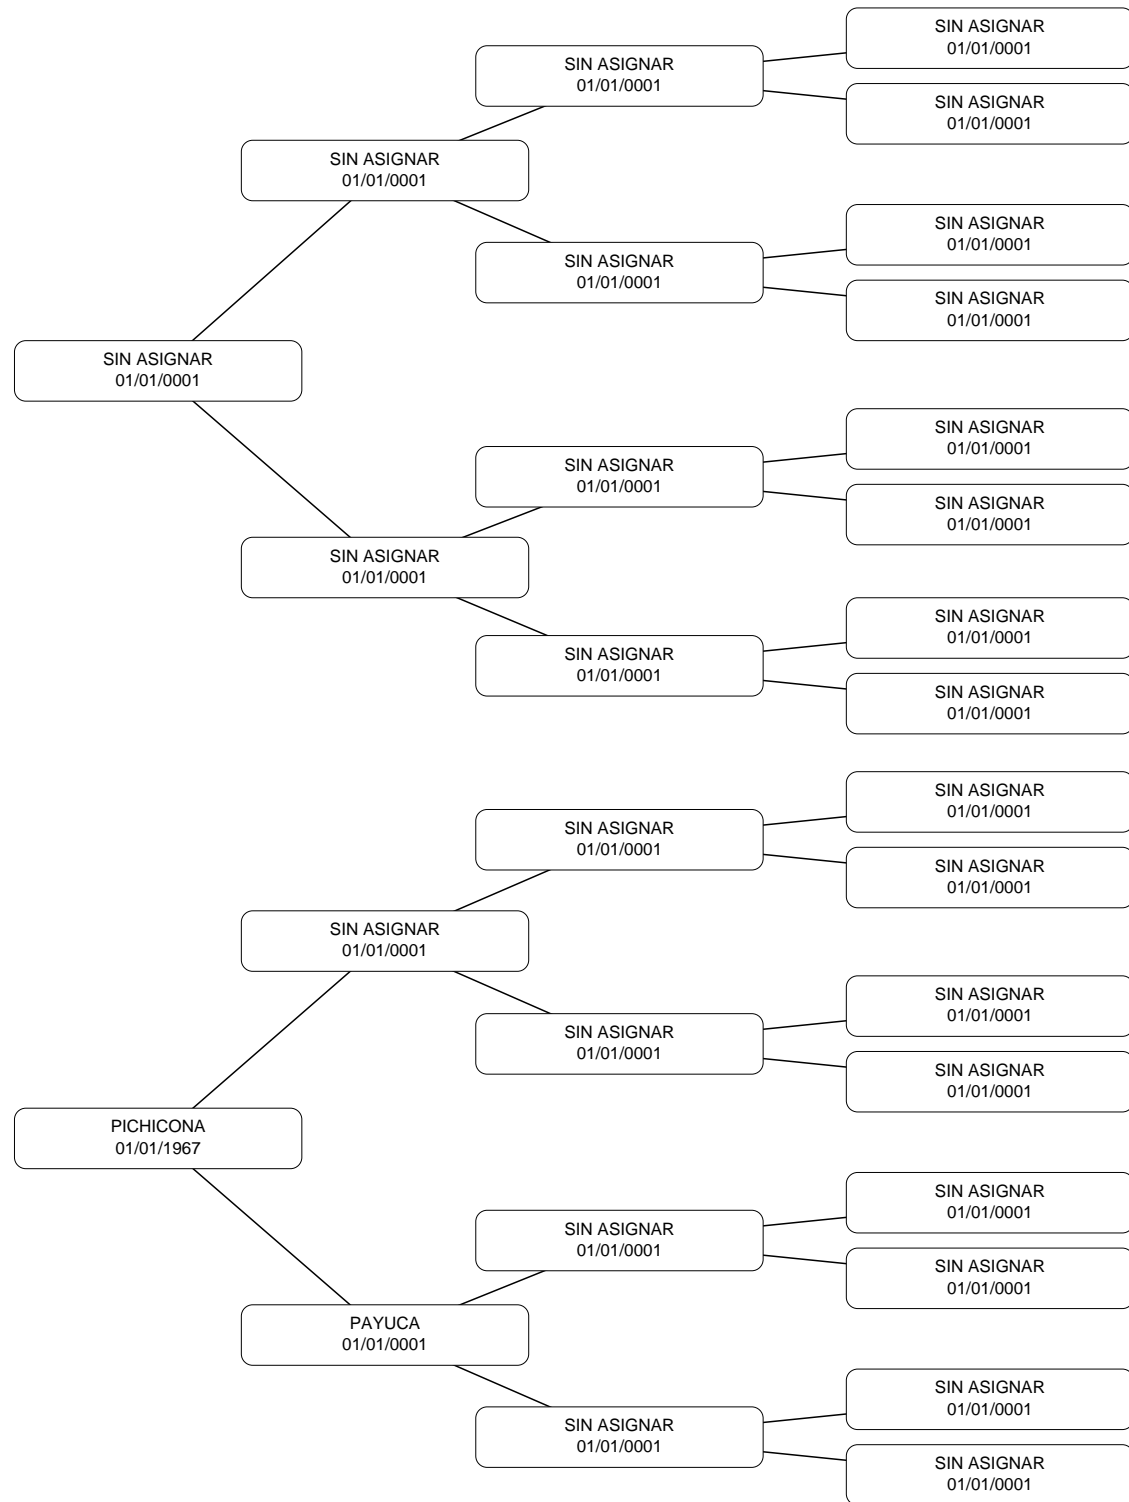 SIN ASIGNAR
01/01/0001
SIN ASIGNAR
01/01/0001
SIN ASIGNAR
01/01/0001
SIN ASIGNAR
01/01/0001
SIN ASIGNAR
01/01/0001
SIN ASIGNAR
01/01/0001
SIN ASIGNAR
01/01/0001
SIN ASIGNAR
01/01/0001
SIN ASIGNAR
01/01/0001
SIN ASIGNAR
01/01/0001
SIN ASIGNAR
01/01/0001
SIN ASIGNAR
01/01/0001
SIN ASIGNAR
01/01/0001
SIN ASIGNAR
01/01/0001
SIN ASIGNAR
01/01/0001
SIN ASIGNAR
01/01/0001
SIN ASIGNAR
01/01/0001
SIN ASIGNAR
01/01/0001
SIN ASIGNAR
01/01/0001
SIN ASIGNAR
01/01/0001
SIN ASIGNAR
01/01/0001
SIN ASIGNAR
01/01/0001
PICHICONA
01/01/1967
SIN ASIGNAR
01/01/0001
SIN ASIGNAR
01/01/0001
SIN ASIGNAR
01/01/0001
PAYUCA
01/01/0001
SIN ASIGNAR
01/01/0001
SIN ASIGNAR
01/01/0001
SIN ASIGNAR
01/01/0001